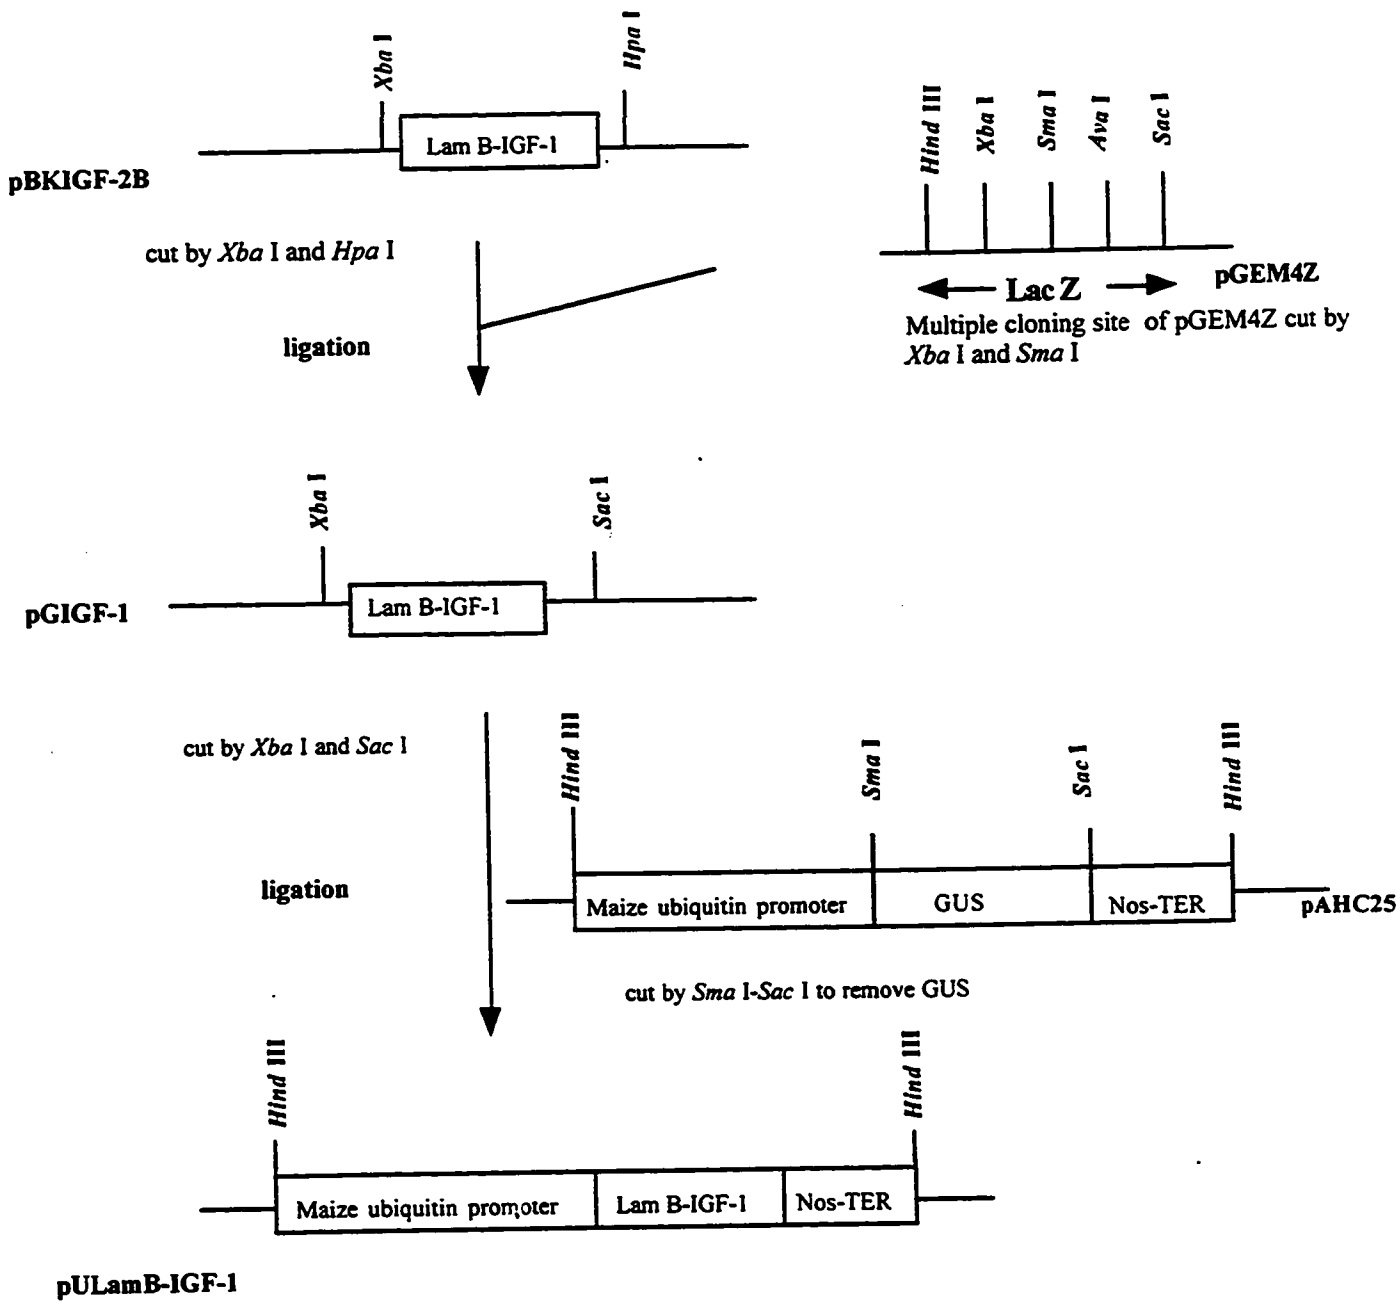 Xba I
Hpa I
Lam B-IGF-1
pBKIGF-2B
Hind III
Xba I
Sma I
Ava I
Sac I
pGEM4Z
Lac Z
Multiple cloning site of pGEM4Z cut by
Xba I and Sma I
cut by Xba I and Hpa I
ligation
Xba I
Sac I
Lam B-IGF-1
pGIGF-1
cut by Xba I and Sac I
ligation
Hind III
Sma I
Sac I
Hind III
Maize ubiquitin promoter
GUS
Nos-TER
pAHC25
cut by Sma I-Sac I to remove GUS
Hind III
Hind III
Maize ubiquitin promoter
Lam B-IGF-1
Nos-TER
pULamB-IGF-1